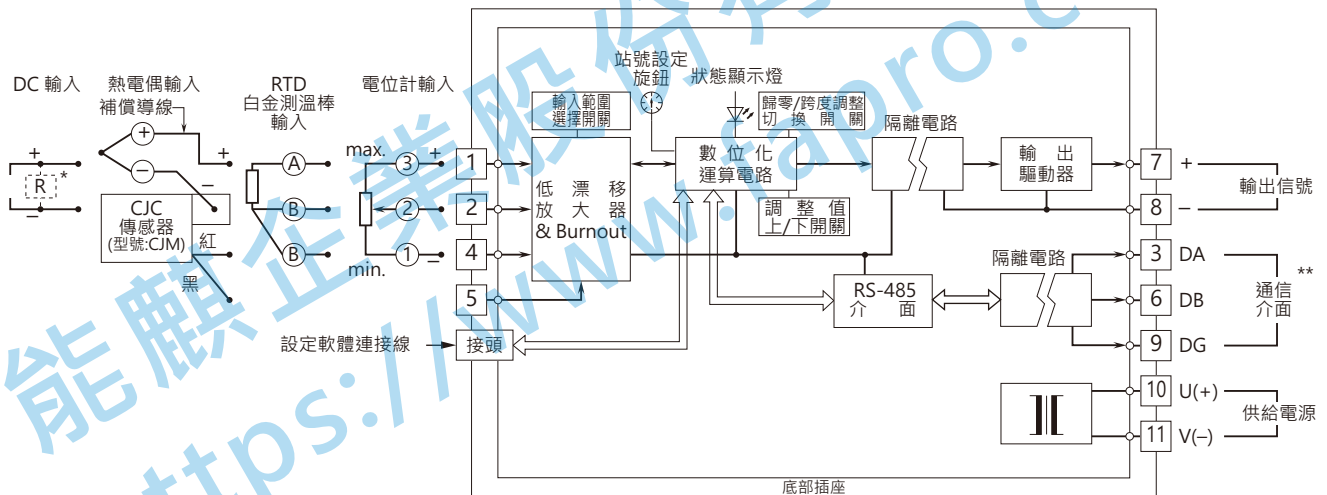 DC 輸入
+
R
*
−
熱電偶輸入
補償導線
+
−
+
−
CJC
傳感器
(型號:CJM)
紅
黑
RTD
白金測溫棒
輸入
A
B
B
電位計輸入
max.
3
+
2
1
−
min.
1
2
4
5
設定軟體連接線
接頭
輸入範圍
選擇開關
低漂移
放大器
& Burnout
站號設定
旋鈕
狀態顯示燈
歸零/跨度調整
切換開關
數位化
運算電路
調整值
上/下開關
隔離電路
輸出
驅動器
RS-485
介面
隔離電路
7
+
8
−
輸出信號
3
DA
6
DB
9
DG
**
通信
介面
10
U(+)
11
V(−)
供給電源
底部插座
能麒企業股份有
https://www.fapro.c